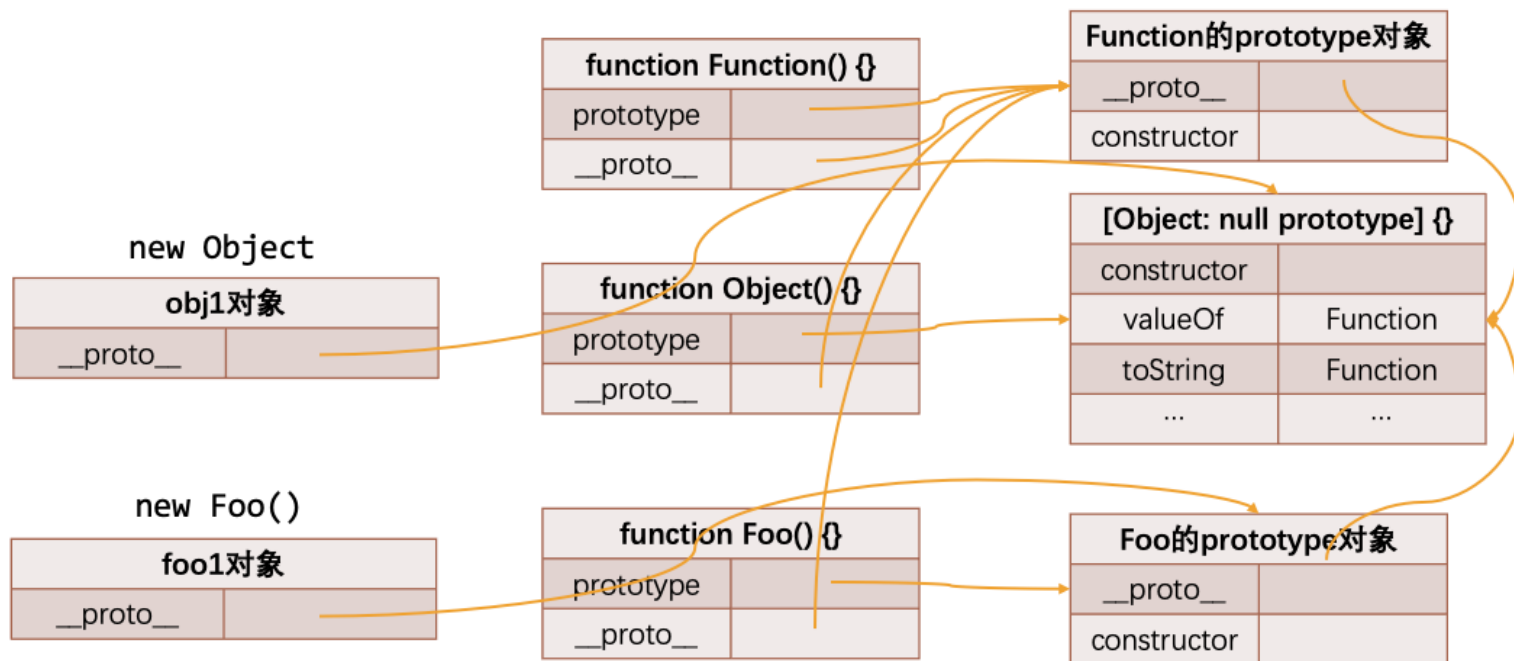 new Object
obj1对象
__proto__
new Foo()
foo1对象
__proto__
function Function() {}
prototype
__proto__
function Object() {}
prototype
__proto__
function Foo() {}
prototype
__proto__
Function的prototype对象
__proto__
constructor
[Object: null prototype] {}
constructor
valueOf Function
toString Function
... ...
Foo的prototype对象
__proto__
constructor